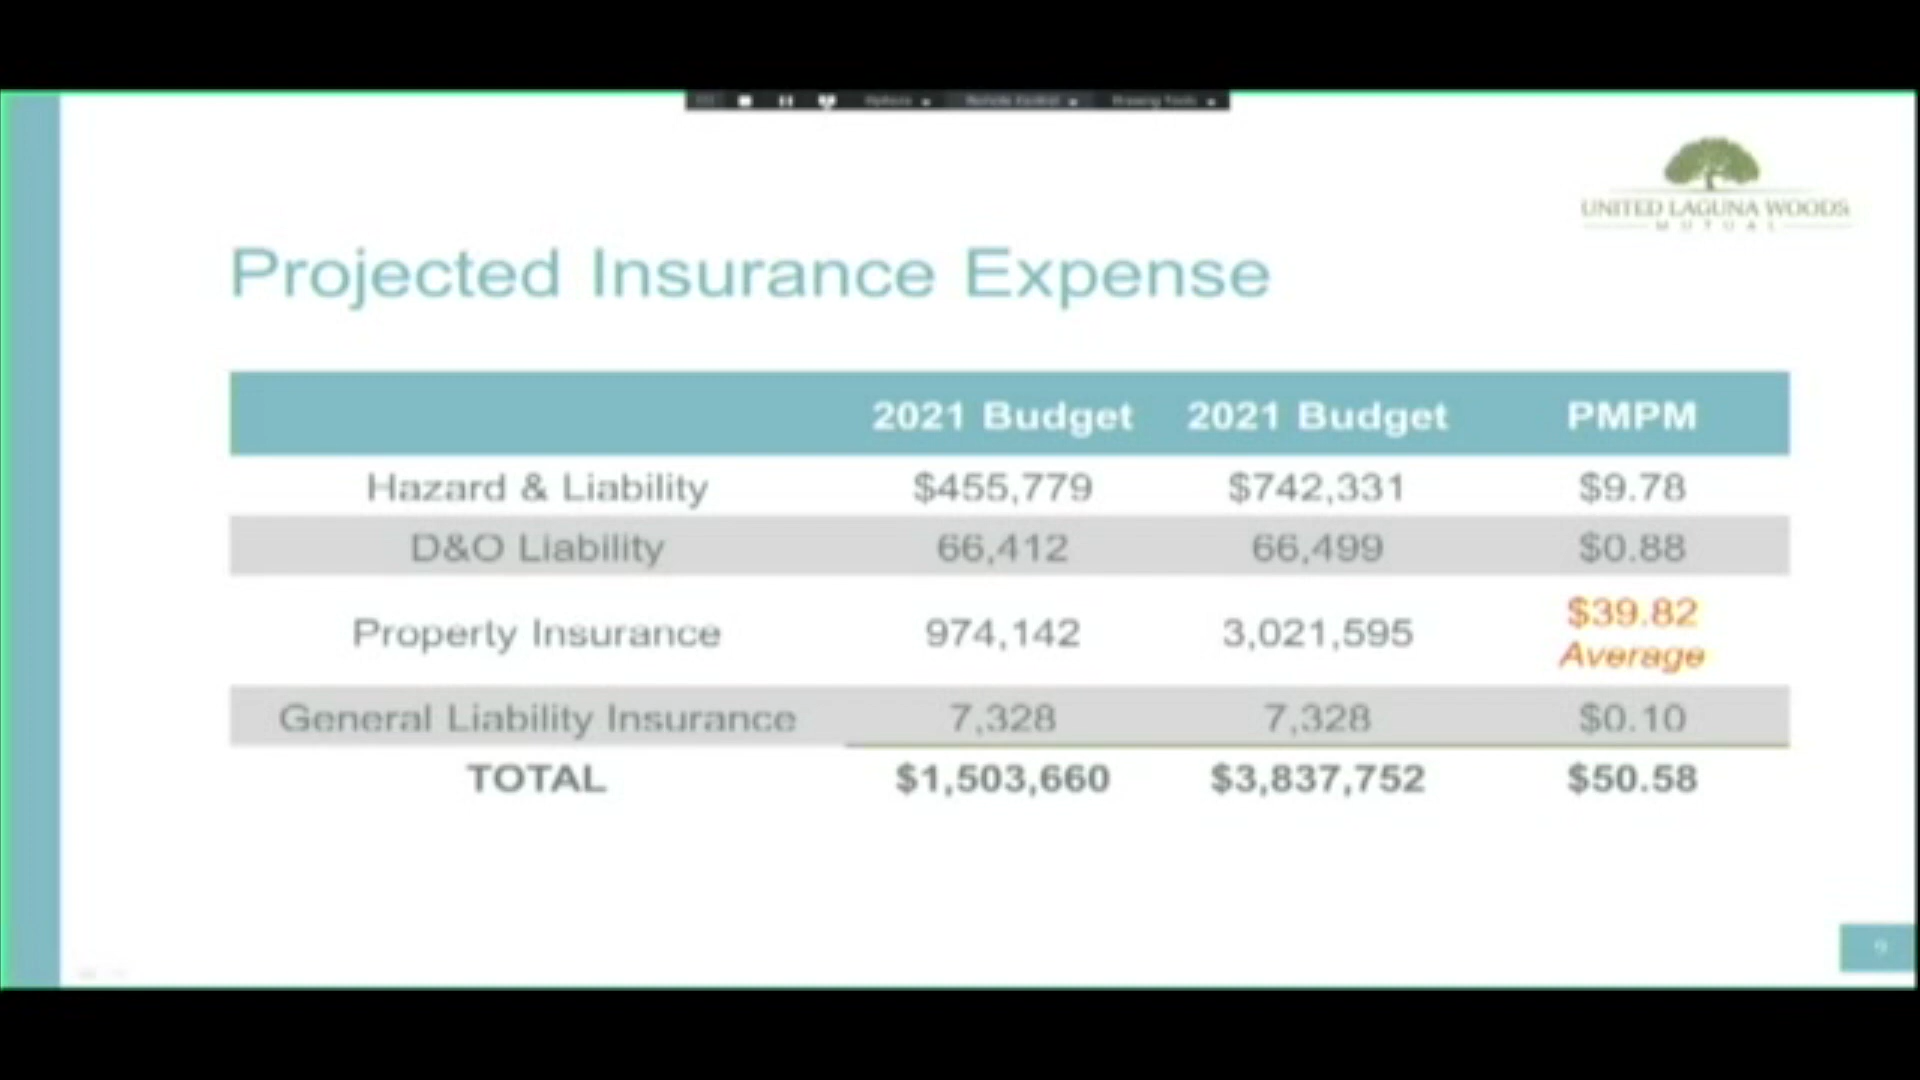 UNITED LAGUNA WOODS
MUTUAL
Projected Insurance Expense
2021 Budget 2021 Budget PMPM
Hazard & Liability $455,779 $742,331 $9.78
D&O Liability 66,412 66,499 $0.88
Property Insurance 974,142 3,021,595 $39.82 Average
General Liability Insurance 7,328 7,328 $0.10
TOTAL $1,503,660 $3,837,752 $50.58
9